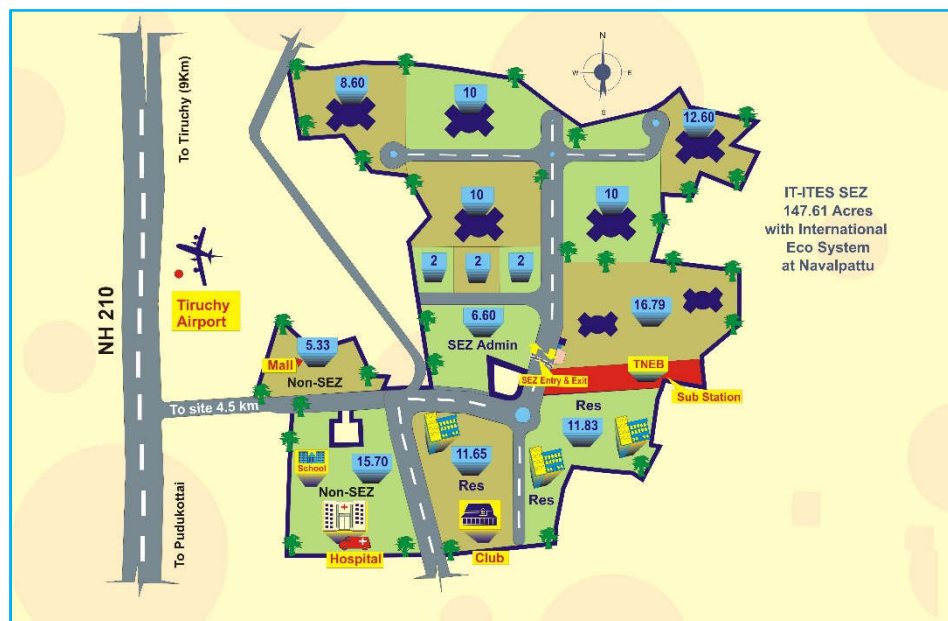 N
W
E
S
To Tiruchy (9Km)
NH 210
To Pudukottai
Tiruchy
Airport
8.60
10
12.60
10
10
2
2
2
6.60
SEZ Admin
16.79
IT-ITES SEZ
147.61 Acres
with International
Eco System
at Navalpattu
5.33
Mall
Non-SEZ
SEZ Entry & Exit
TNEB
Sub Station
To site 4.5 km
Res
11.83
School
15.70
Non-SEZ
11.65
Res
Res
Hospital
Club